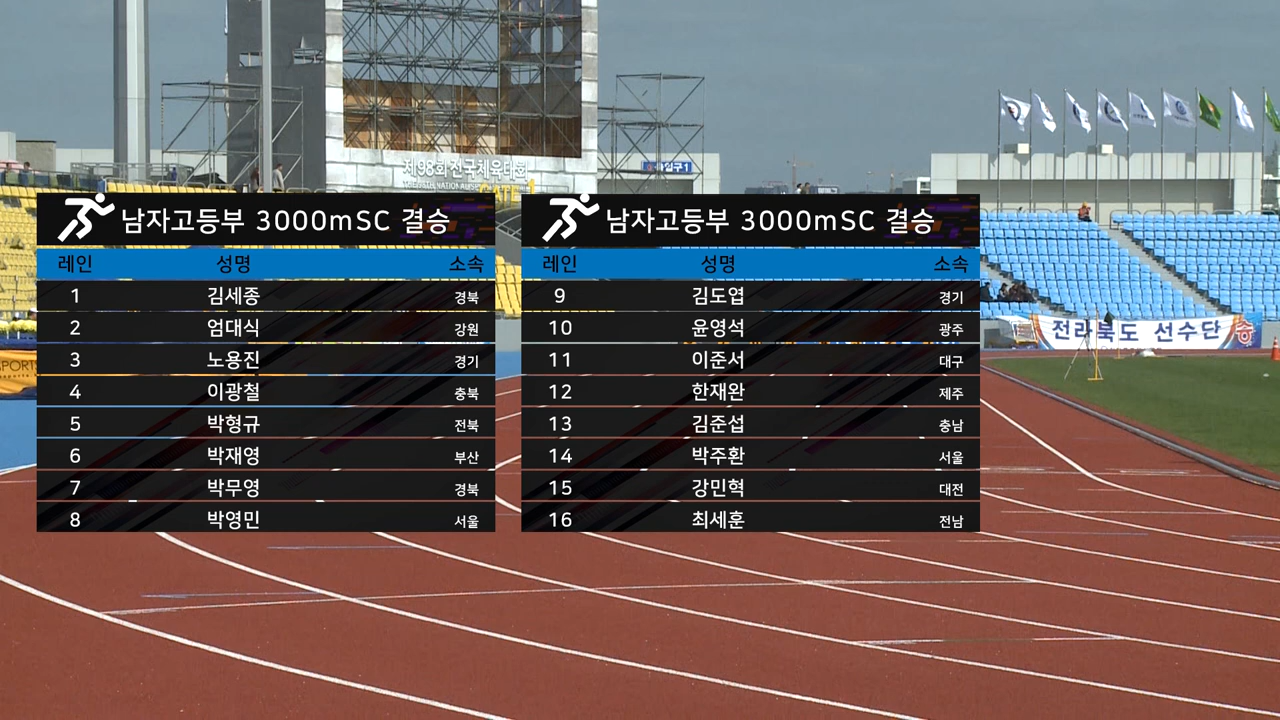 제98회 전국체육대회
남자고등부 3000mSC 결승
레인 성명 소속
1 김세종 경북
2 엄대식 강원
3 노용진 경기
4 이광철 충북
5 박형규 전북
6 박재영 부산
7 박무영 경북
8 박영민 서울
남자고등부 3000mSC 결승
레인 성명 소속
9 김도엽 경기
10 윤영석 광주
11 이준서 대구
12 한재완 제주
13 김준섭 충남
14 박주환 서울
15 강민혁 대전
16 최세훈 전남
전라북도 선수단